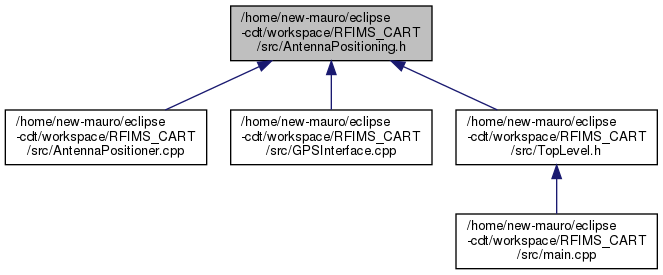 /home/new-mauro/eclipse
-cdt/workspace/RFIMS_CART
/src/AntennaPositioning.h
/home/new-mauro/eclipse
-cdt/workspace/RFIMS_CART
/src/AntennaPositioner.cpp
/home/new-mauro/eclipse
-cdt/workspace/RFIMS_CART
/src/GPSInterface.cpp
/home/new-mauro/eclipse
-cdt/workspace/RFIMS_CART
/src/TopLevel.h
/home/new-mauro/eclipse
-cdt/workspace/RFIMS_CART
/src/main.cpp